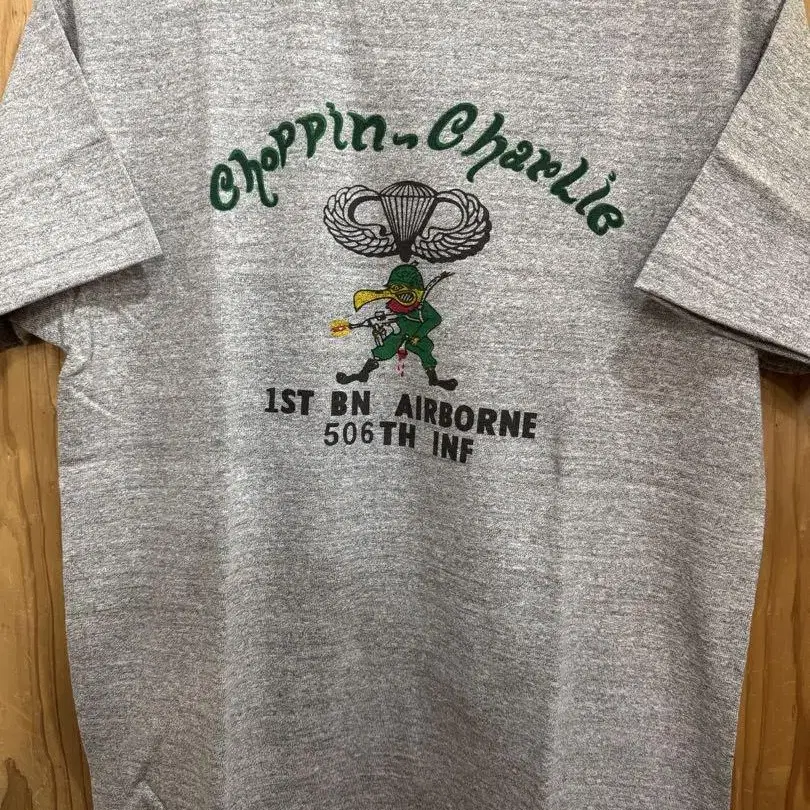 Choppin~Charlie
1ST BN AIRBORNE
506TH INF